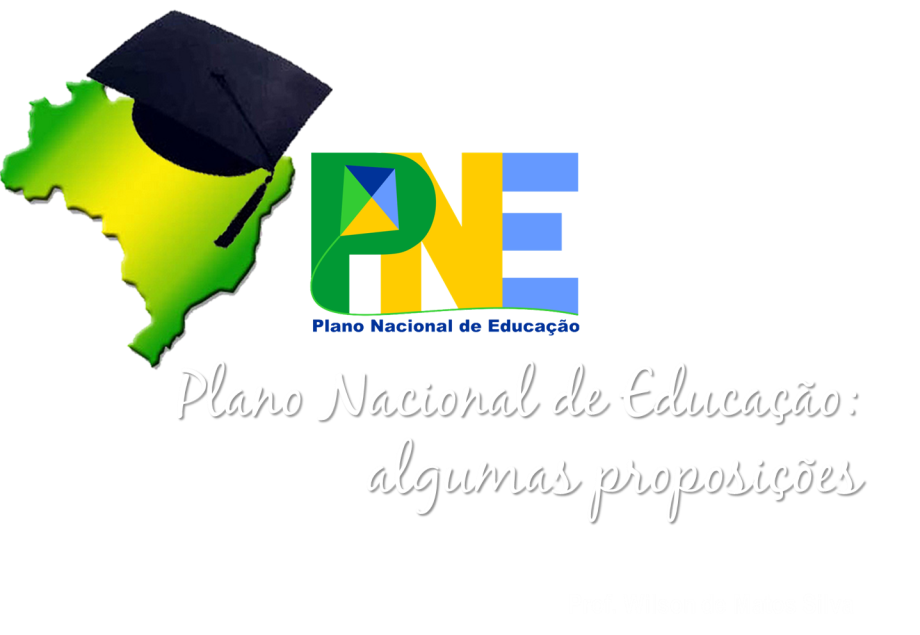 PNE
Plano Nacional de Educação
Plano Nacional de Educação:
algumas proposições